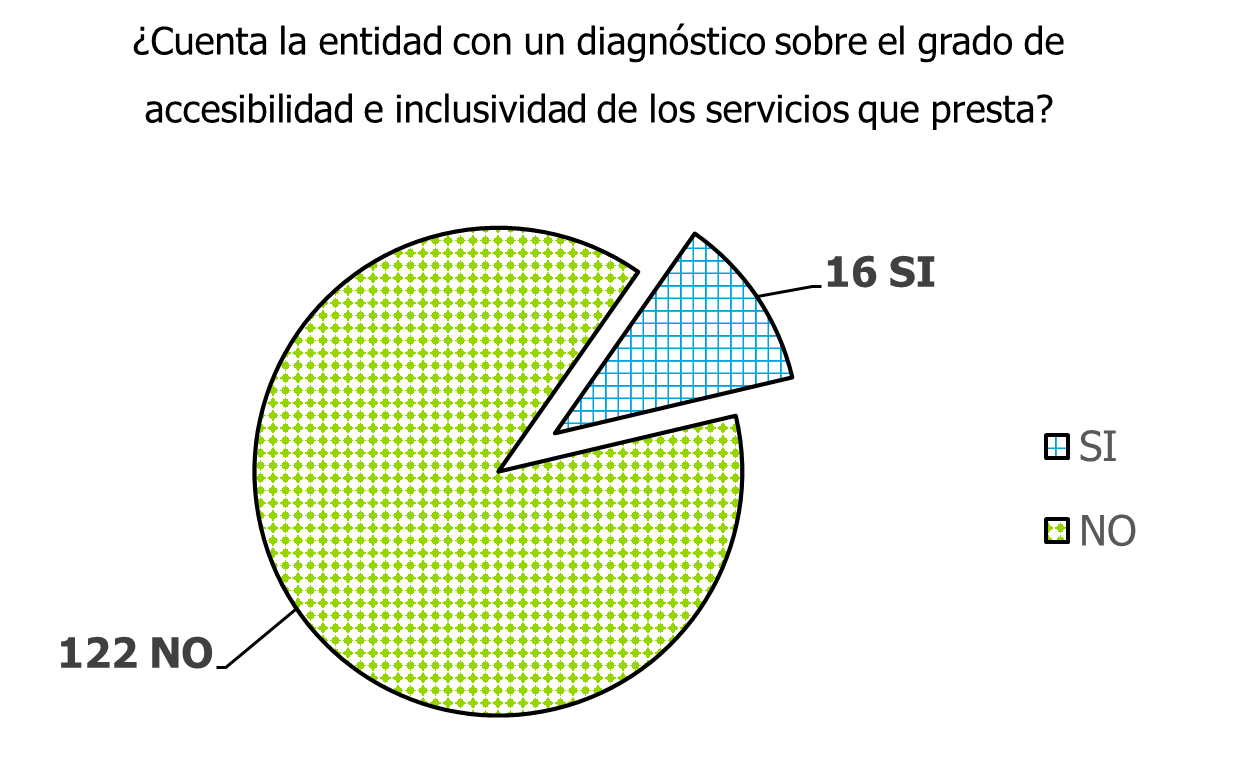 ¿Cuenta la entidad con un diagnóstico sobre el grado de
accesibilidad e inclusividad de los servicios que presta?
16 SI
SI
NO
122 NO